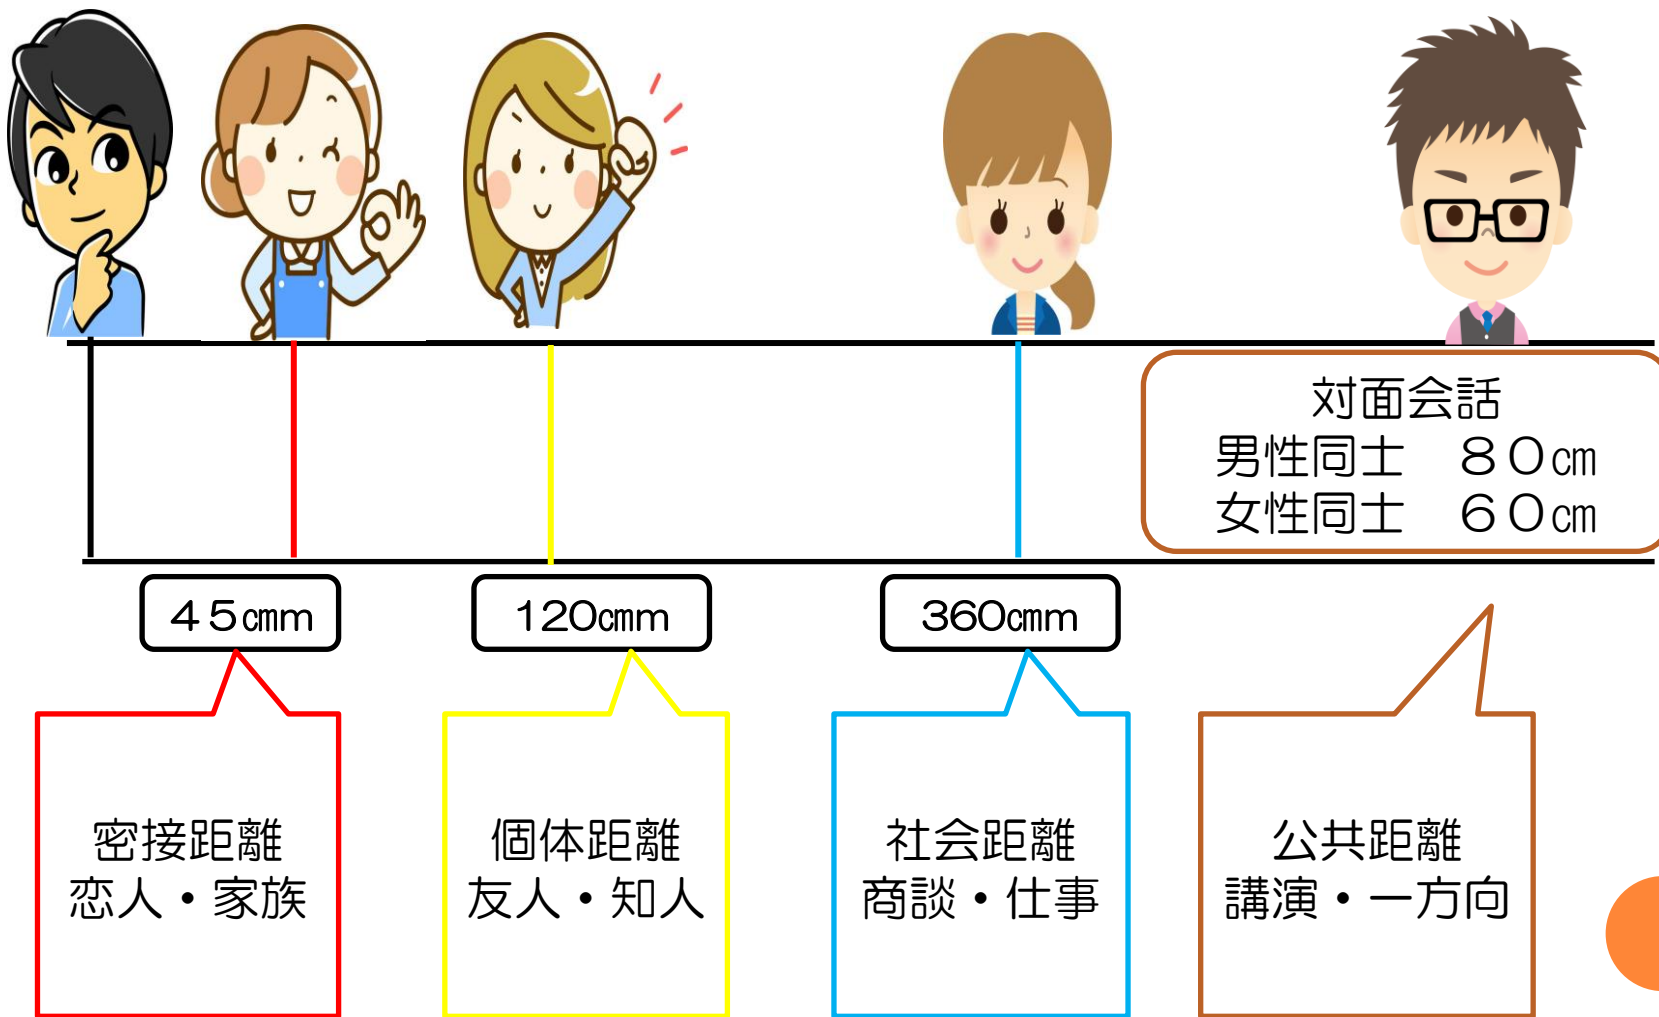 対面会話
男性同士　８０㎝
女性同士　６０㎝
４５㎝m
120㎝m
360㎝m
密接距離
恋人・家族
個体距離
友人・知人
社会距離
商談・仕事
公共距離
講演・一方向